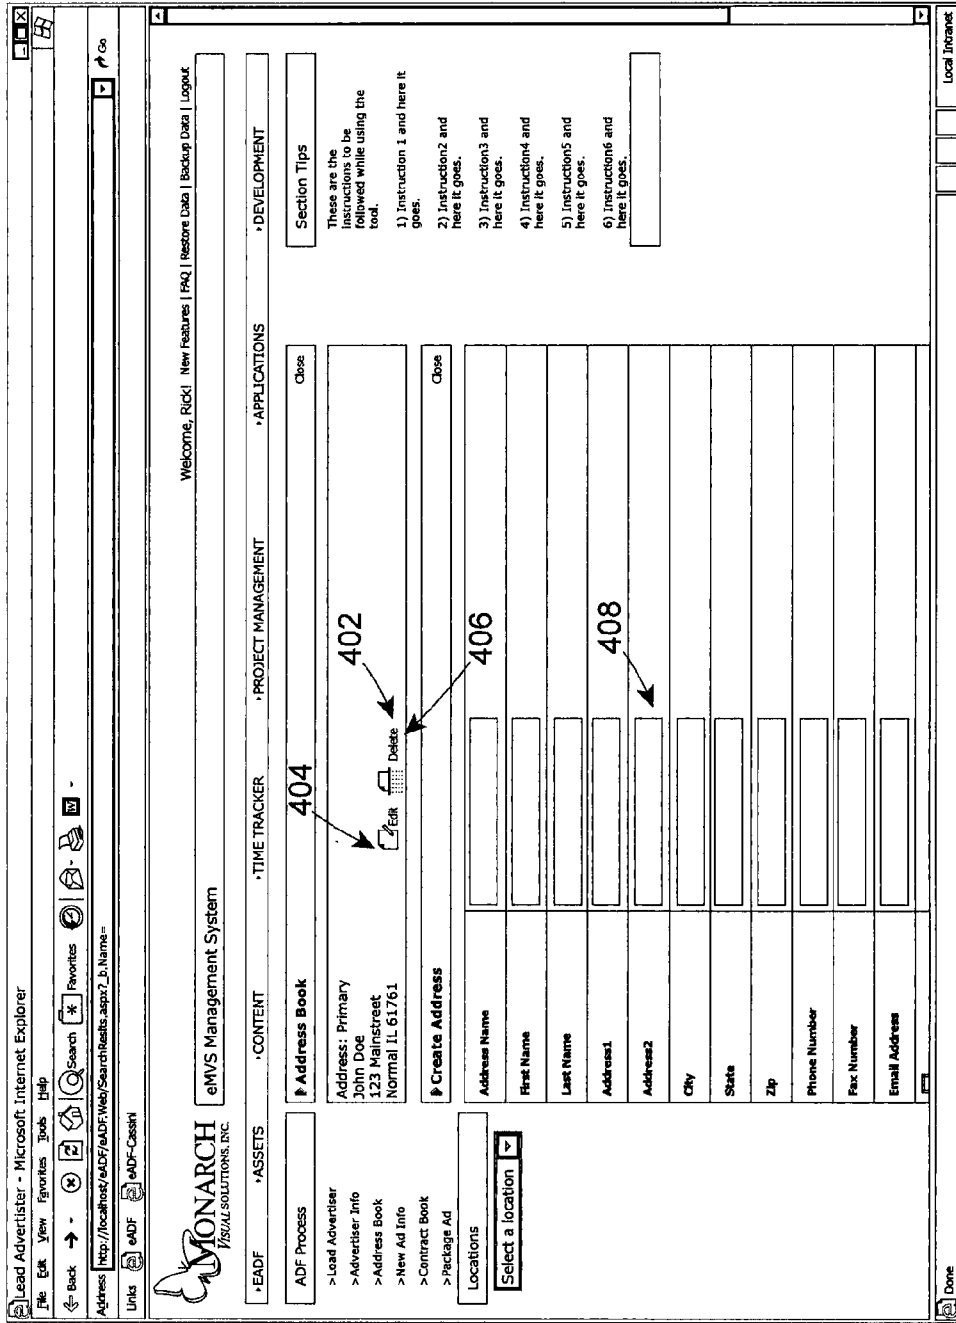 Lead Advertister - Microsoft Internet Explorer
File Edit View Favorites Tools Help
Back Search Favorites W
Address http://localhost/eADF/eADF.Web/SearchReslts.aspx?_b.Name= Go
Links eADF eADF-Cassini
Welcome, Rick! New Features | FAQ | Restore Data | Backup Data | Logout
MONARCH
VISUAL SOLUTIONS, INC.
eMVS Management System
EADF ASSETS CONTENT TIME TRACKER PROJECT MANAGEMENT APPLICATIONS DEVELOPMENT
ADF Process
>Load Advertiser
>Advertiser Info
>Address Book
>New Ad Info
>Contract Book
>Package Ad
Locations
Select a location
Address Book Close
Address: Primary
John Doe
123 Mainstreet
Normal IL 61761
Edit Delete
404
402
406
Create Address Close
Address Name
First Name
Last Name
Address1
Address2
City
State
Zip
Phone Number
Fax Number
Email Address
408
Section Tips
These are the
instructions to be
followed while using the
tool.
1) Instruction 1 and here it
goes.
2) Instruction2 and
here it goes.
3) Instruction3 and
here it goes.
4) Instruction4 and
here it goes.
5) Instruction5 and
here it goes.
6) Instruction6 and
here it goes.
Done Local Intranet